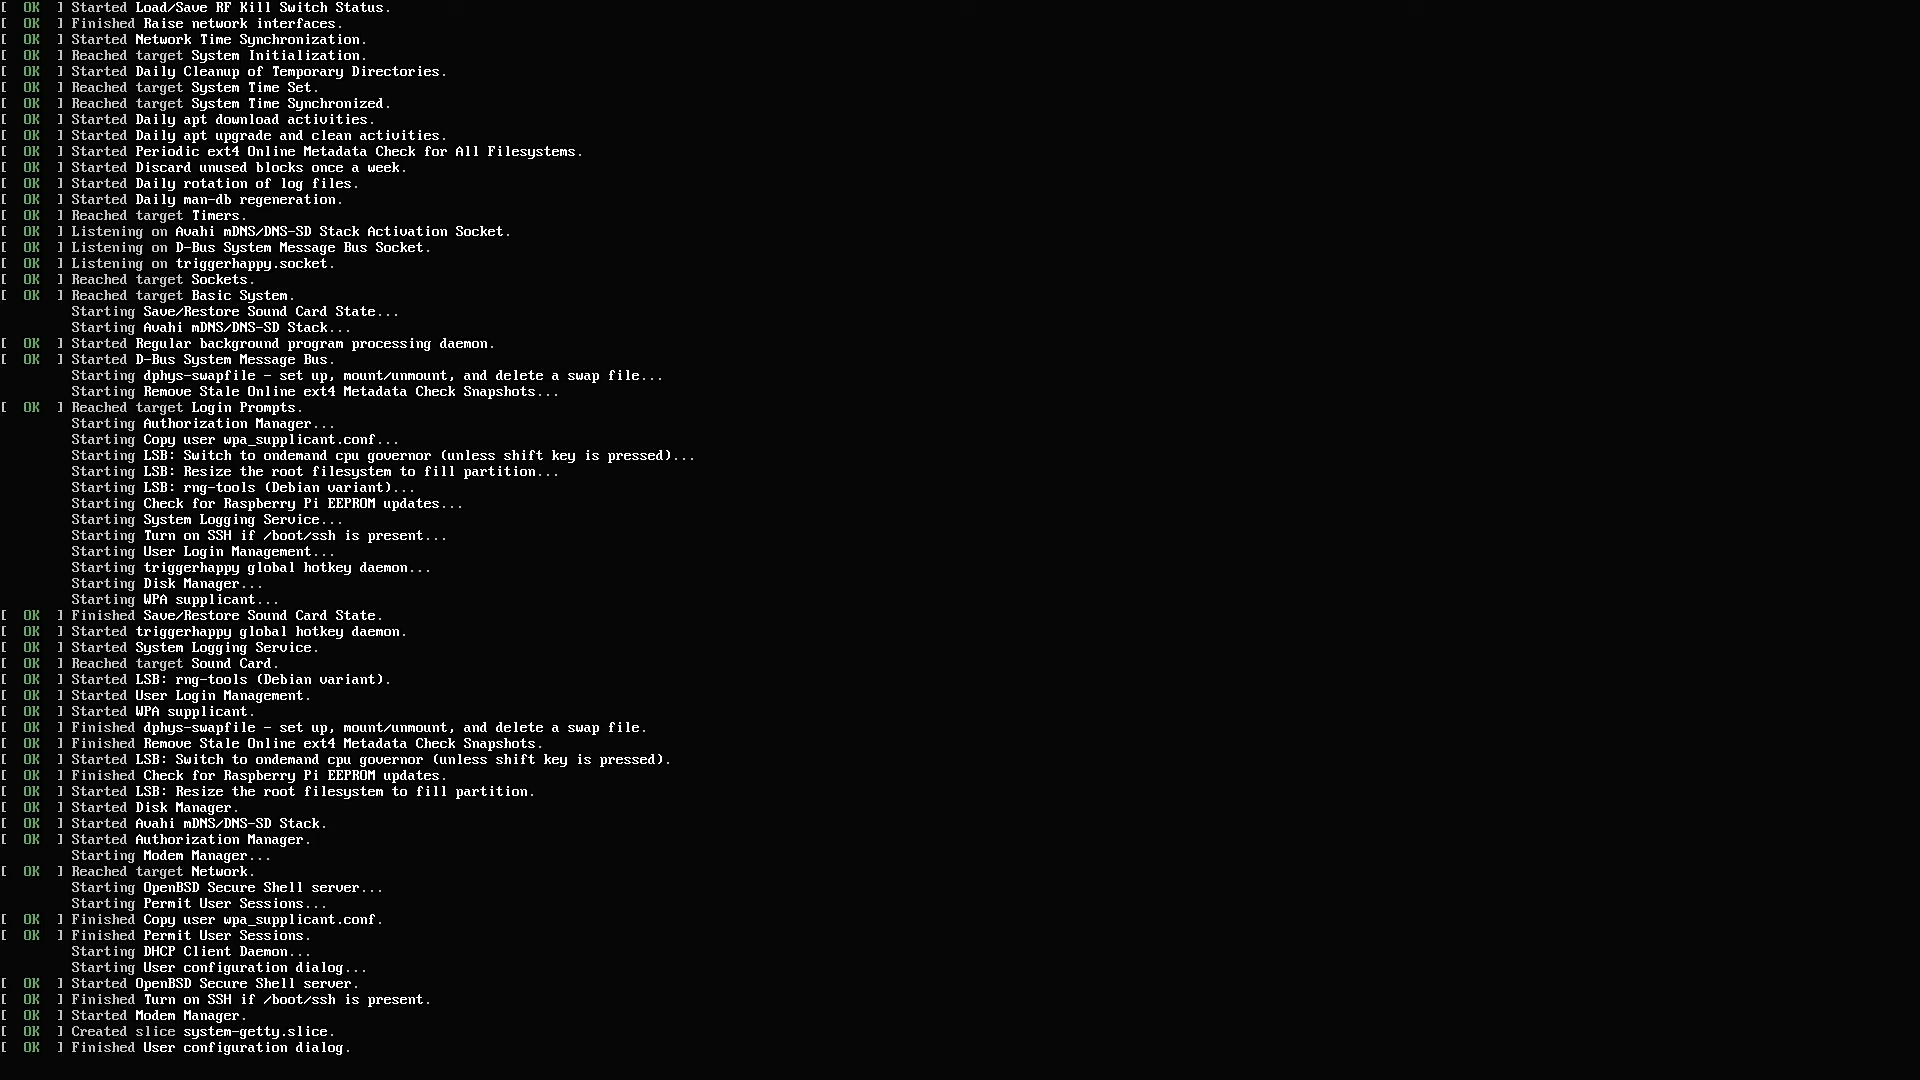 [  OK  ] Started Load/Save RF Kill Switch Status.
[  OK  ] Finished Raise network interfaces.
[  OK  ] Started Network Time Synchronization.
[  OK  ] Reached target System Initialization.
[  OK  ] Started Daily Cleanup of Temporary Directories.
[  OK  ] Reached target System Time Set.
[  OK  ] Reached target System Time Synchronized.
[  OK  ] Started Daily apt download activities.
[  OK  ] Started Daily apt upgrade and clean activities.
[  OK  ] Started Periodic ext4 Online Metadata Check for All Filesystems.
[  OK  ] Started Discard unused blocks once a week.
[  OK  ] Started Daily rotation of log files.
[  OK  ] Started Daily man-db regeneration.
[  OK  ] Reached target Timers.
[  OK  ] Listening on Avahi mDNS/DNS-SD Stack Activation Socket.
[  OK  ] Listening on D-Bus System Message Bus Socket.
[  OK  ] Listening on triggerhappy.socket.
[  OK  ] Reached target Sockets.
[  OK  ] Reached target Basic System.
         Starting Save/Restore Sound Card State...
         Starting Avahi mDNS/DNS-SD Stack...
[  OK  ] Started Regular background program processing daemon.
[  OK  ] Started D-Bus System Message Bus.
         Starting dphys-swapfile - set up, mount/unmount, and delete a swap file...
         Starting Remove Stale Online ext4 Metadata Check Snapshots...
[  OK  ] Reached target Login Prompts.
         Starting Authorization Manager...
         Starting Copy user wpa_supplicant.conf...
         Starting LSB: Switch to ondemand cpu governor (unless shift key is pressed)...
         Starting LSB: Resize the root filesystem to fill partition...
         Starting LSB: rng-tools (Debian variant)...
         Starting Check for Raspberry Pi EEPROM updates...
         Starting System Logging Service...
         Starting Turn on SSH if /boot/ssh is present...
         Starting User Login Management...
         Starting triggerhappy global hotkey daemon...
         Starting Disk Manager...
         Starting WPA supplicant...
[  OK  ] Finished Save/Restore Sound Card State.
[  OK  ] Started triggerhappy global hotkey daemon.
[  OK  ] Started System Logging Service.
[  OK  ] Reached target Sound Card.
[  OK  ] Started LSB: rng-tools (Debian variant).
[  OK  ] Started User Login Management.
[  OK  ] Started WPA supplicant.
[  OK  ] Finished dphys-swapfile - set up, mount/unmount, and delete a swap file.
[  OK  ] Finished Remove Stale Online ext4 Metadata Check Snapshots.
[  OK  ] Started LSB: Switch to ondemand cpu governor (unless shift key is pressed).
[  OK  ] Finished Check for Raspberry Pi EEPROM updates.
[  OK  ] Started LSB: Resize the root filesystem to fill partition.
[  OK  ] Started Disk Manager.
[  OK  ] Started Avahi mDNS/DNS-SD Stack.
[  OK  ] Started Authorization Manager.
         Starting Modem Manager...
[  OK  ] Reached target Network.
         Starting OpenBSD Secure Shell server...
         Starting Permit User Sessions...
[  OK  ] Finished Copy user wpa_supplicant.conf.
[  OK  ] Finished Permit User Sessions.
         Starting DHCP Client Daemon...
         Starting User configuration dialog...
[  OK  ] Started OpenBSD Secure Shell server.
[  OK  ] Finished Turn on SSH if /boot/ssh is present.
[  OK  ] Started Modem Manager.
[  OK  ] Created slice system-getty.slice.
[  OK  ] Finished User configuration dialog.